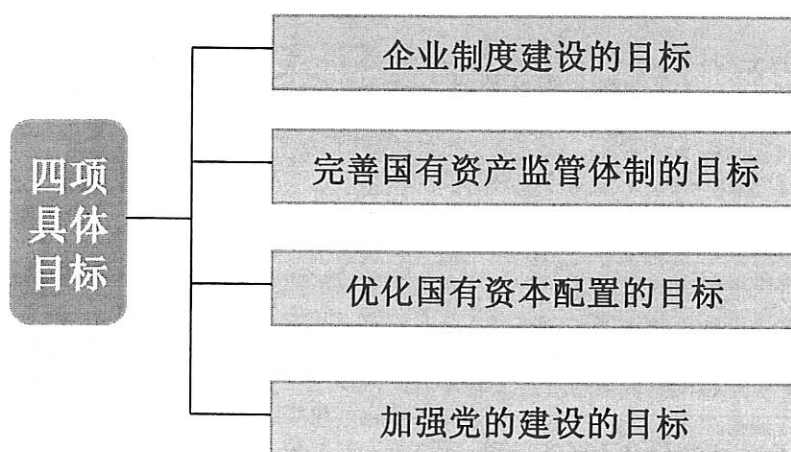 四项
具体
目标
企业制度建设的目标
完善国有资产监管体制的目标
优化国有资本配置的目标
加强党的建设的目标